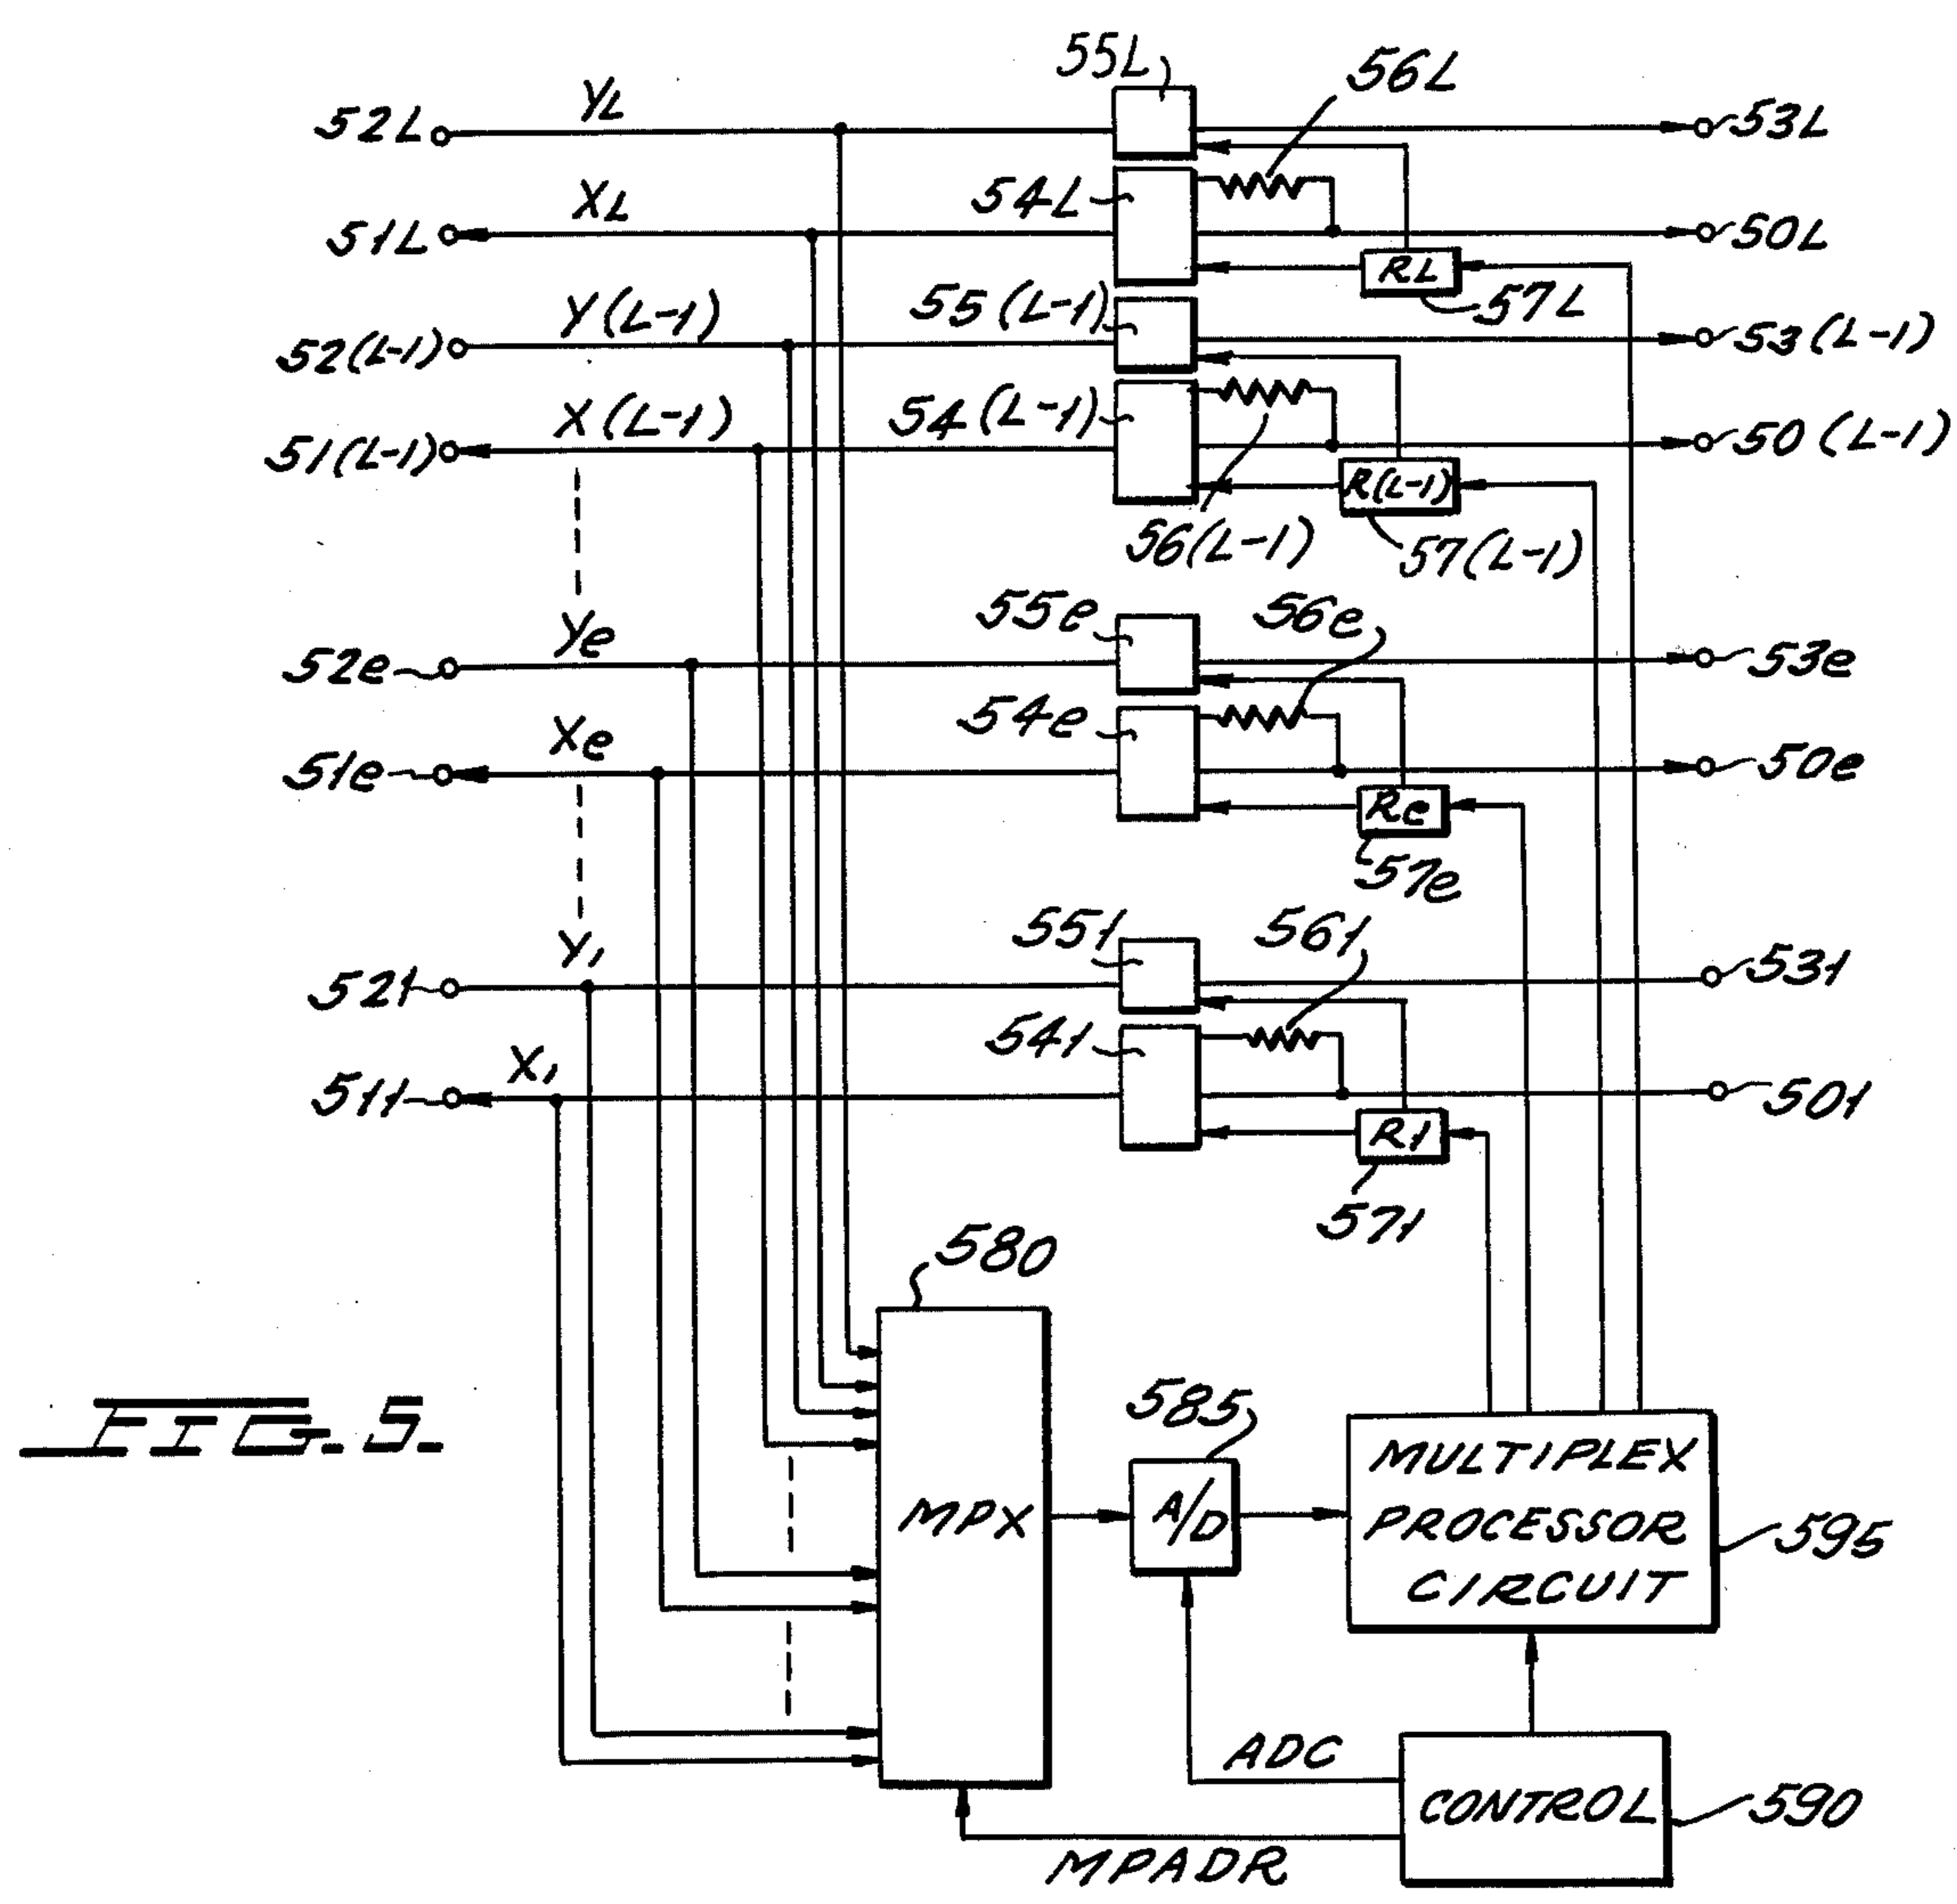 55L
56L
YL
52L
53L
XL
54L
51L
50L
RL
57L
55(L-1)
Y(L-1)
52(L-1)
53(L-1)
X(L-1)
54(L-1)
51(L-1)
50(L-1)
R(L-1)
56(L-1)
57(L-1)
55e
56e
Ye
52e
53e
Xe
54e
51e
50e
Re
57e
551
561
Y1
521
531
X1
541
511
501
R1
571
580
585
FIG. 5.
MPX
A/D
MULTIPLEX
PROCESSOR
CIRCUIT
595
ADC
CONTROL
590
MPADR